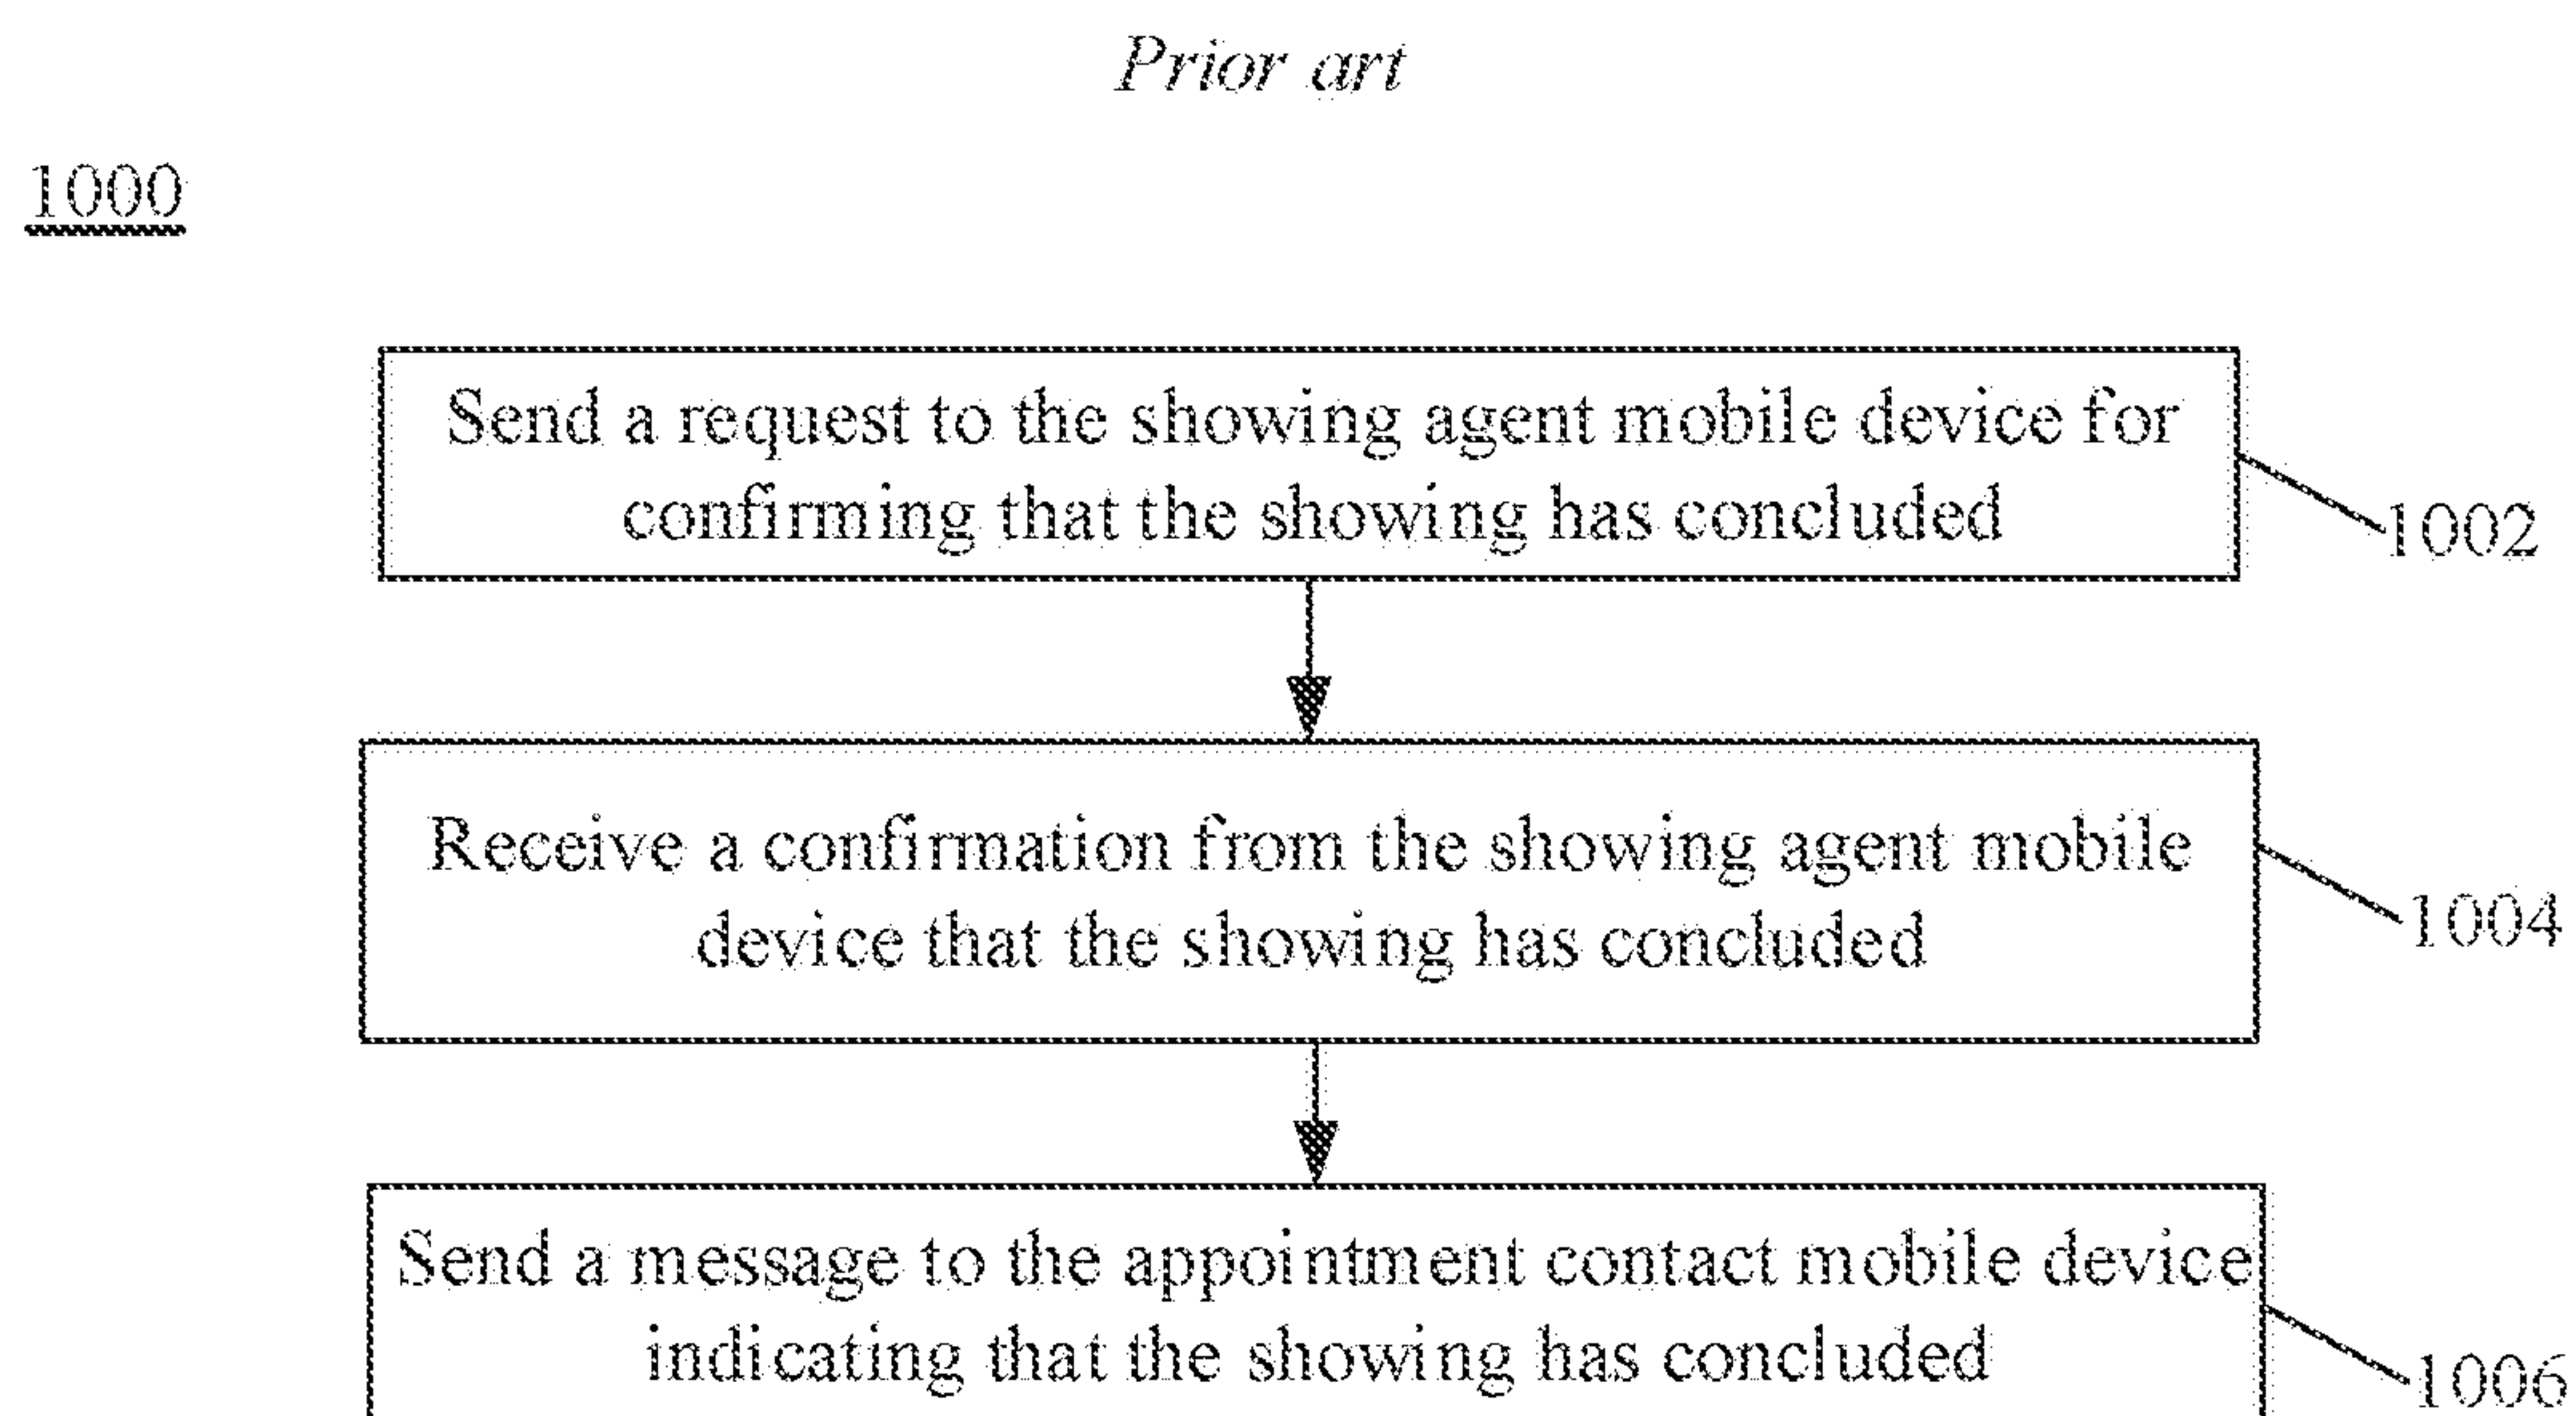 Prior art
1000
Send a request to the showing agent mobile device for
confirming that the showing has concluded
1002
Receive a confirmation from the showing agent mobile
device that the showing has concluded
1004
Send a message to the appointment contact mobile device
indicating that the showing has concluded
1006